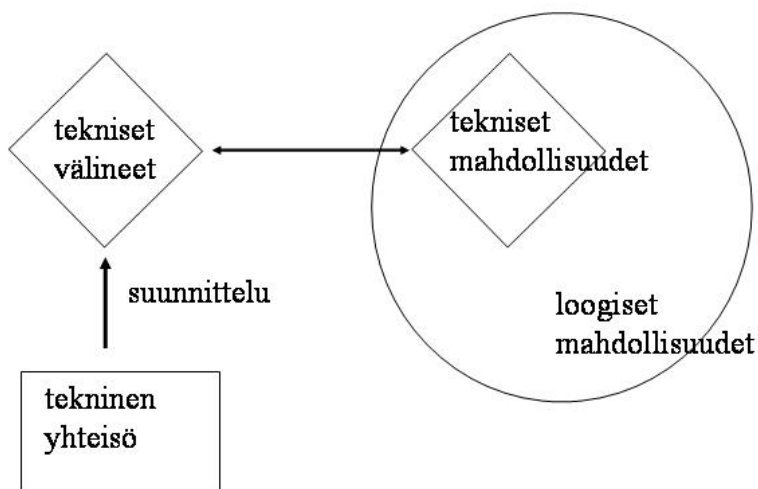 tekniset
välineet
tekniset
mahdollisuudet
suunnittelu
loogiset
mahdollisuudet
tekninen
yhteisö